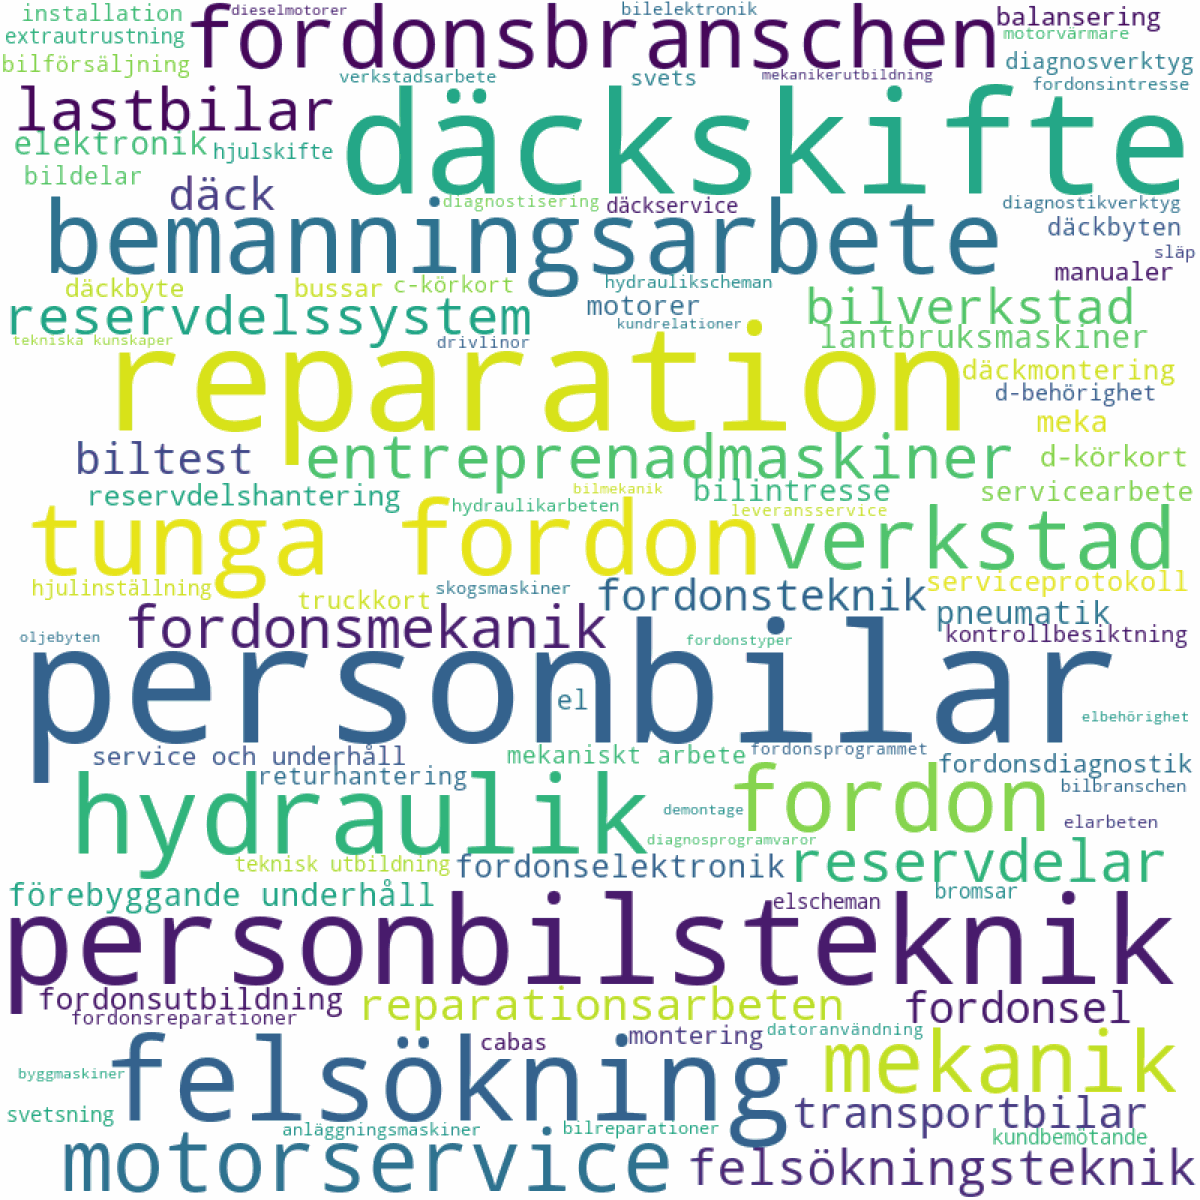 installation
dieselmotorer
fordonsbranschen
bilelektronik
balansering
extrautrustning
motorvärmare
bilförsäljning
verkstadsarbete
svets
mekanikerutbildning
diagnosverktyg
fordonsintresse
lastbilar
däckskifte
elektronik
hjulskifte
bildelar
däck
diagnostisering
däckservice
diagnostikverktyg
bemanningsarbete
däckbyten
släp
däckbyte
bussar
c-körkort
hydraulikscheman
manualer
reservdelssystem
motorer
bilverkstad
kundrelationer
tekniska kunskaper
drivlinor
lantbruksmaskiner
reparation
däckmontering
d-behörighet
meka
biltest
entreprenadmaskiner
d-körkort
reservdelshantering
bilmekanik
bilintresse
servicearbete
hydraulikarbeten
leveransservice
tunga fordon
verkstad
hjulinställning
truckkort
skogsmaskiner
fordonsteknik
serviceprotokoll
pneumatik
fordonsmekanik
oljebyten
fordonstyper
kontrollbesiktning
personbilar
el
elbehörighet
service och underhåll
mekaniskt arbete
fordonsprogrammet
fordonsdiagnostik
returhantering
bilbranschen
hydraulik
fordon
demontage
elarbeten
diagnosprogramvaror
teknisk utbildning
fordonselektronik
reservdelar
förebyggande underhåll
elscheman
bromsar
personbilsteknik
fordonsutbildning
reparationsarbeten
fordonsel
fordonsreparationer
cabas
montering
datoranvändning
felsökning
mekanik
byggmaskiner
svetsning
transportbilar
anläggningsmaskiner
bilreparationer
kundbemötande
motorservice
felsökningsteknik